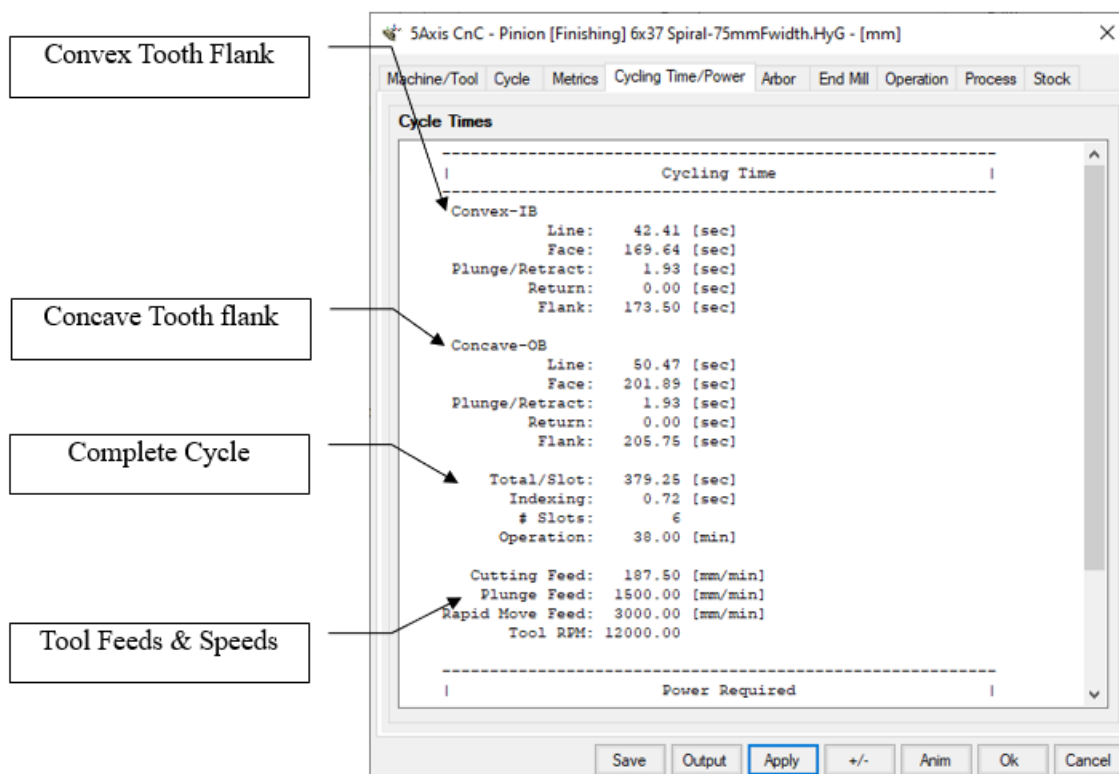 5Axis CnC - Pinion [Finishing] 6x37 Spiral-75mmFwidth.HyG - [mm]
Machine/Tool Cycle Metrics Cycling Time/Power Arbor End Mill Operation Process Stock
Cycle Times
Cycling Time
Convex Tooth Flank
Convex-IB
Line: 42.41 [sec]
Face: 169.64 [sec]
Plunge/Retract: 1.93 [sec]
Return: 0.00 [sec]
Flank: 173.50 [sec]
Concave Tooth flank
Concave-OB
Line: 50.47 [sec]
Face: 201.89 [sec]
Plunge/Retract: 1.93 [sec]
Return: 0.00 [sec]
Flank: 205.75 [sec]
Complete Cycle
Total/Slot: 379.25 [sec]
Indexing: 0.72 [sec]
# Slots: 6
Operation: 38.00 [min]
Tool Feeds & Speeds
Cutting Feed: 187.50 [mm/min]
Plunge Feed: 1500.00 [mm/min]
Rapid Move Feed: 3000.00 [mm/min]
Tool RPM: 12000.00
Power Required
Save Output Apply +/- Anim Ok Cancel